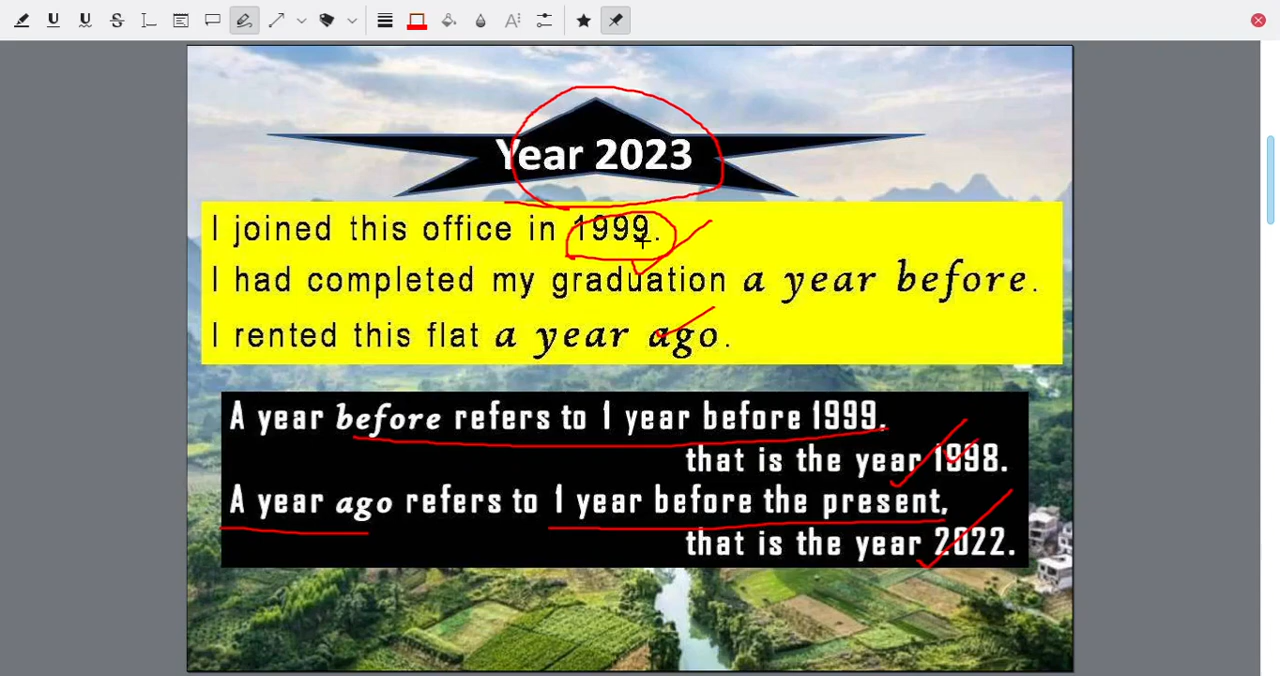 Year 2023
I joined this office in 1999.
I had completed my graduation a year before.
I rented this flat a year ago.
A year before refers to 1 year before 1999,
that is the year 1998.
A year ago refers to 1 year before the present,
that is the year 2022.